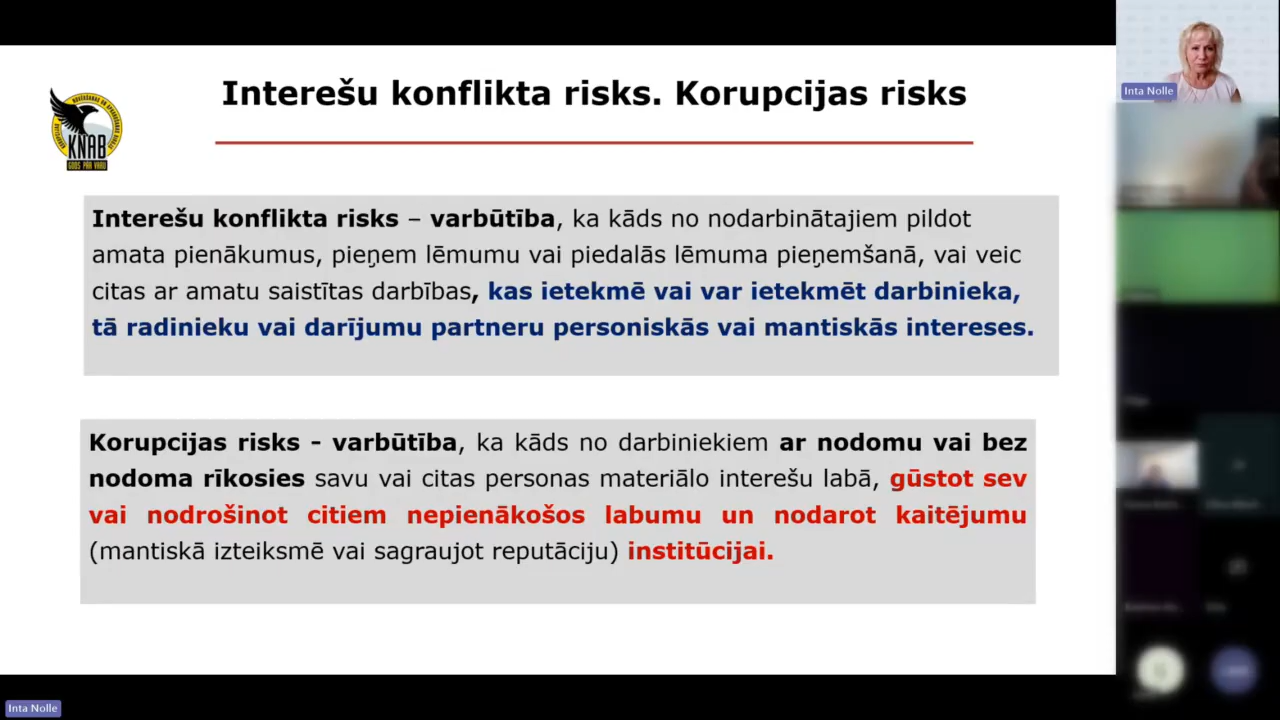 Interešu konflikta risks. Korupcijas risks
KNAB
GODS PĀR VARU
Interešu konflikta risks – varbūtība, ka kāds no nodarbinātajiem pildot
amata pienākumus, pieņem lēmumu vai piedalās lēmuma pieņemšanā, vai veic
citas ar amatu saistītas darbības, kas ietekmē vai var ietekmēt darbinieka,
tā radinieku vai darījumu partneru personiskās vai mantiskās intereses.
Korupcijas risks - varbūtība, ka kāds no darbiniekiem ar nodomu vai bez
nodoma rīkosies savu vai citas personas materiālo interešu labā, gūstot sev
vai nodrošinot citiem nepienākošos labumu un nodarot kaitējumu
(mantiskā izteiksmē vai sagraujot reputāciju) institūcijai.
Inta Nolle
Inta Nolle